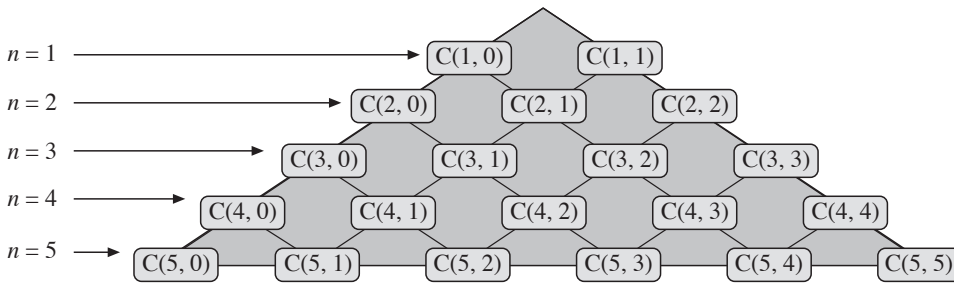 n = 1 C(1, 0) C(1, 1)
n = 2 C(2, 0) C(2, 1) C(2, 2)
n = 3 C(3, 0) C(3, 1) C(3, 2) C(3, 3)
n = 4 C(4, 0) C(4, 1) C(4, 2) C(4, 3) C(4, 4)
n = 5 C(5, 0) C(5, 1) C(5, 2) C(5, 3) C(5, 4) C(5, 5)